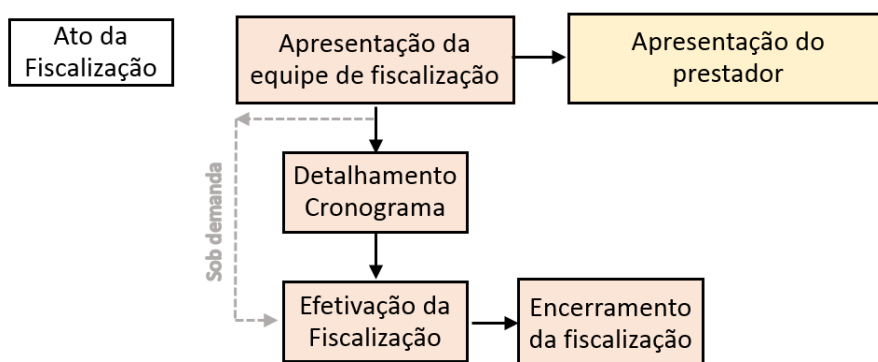 Ato da
Fiscalização
Apresentação da
equipe de fiscalização
Apresentação do
prestador
Sob demanda
Detalhamento
Cronograma
Efetivação da
Fiscalização
Encerramento
da fiscalização